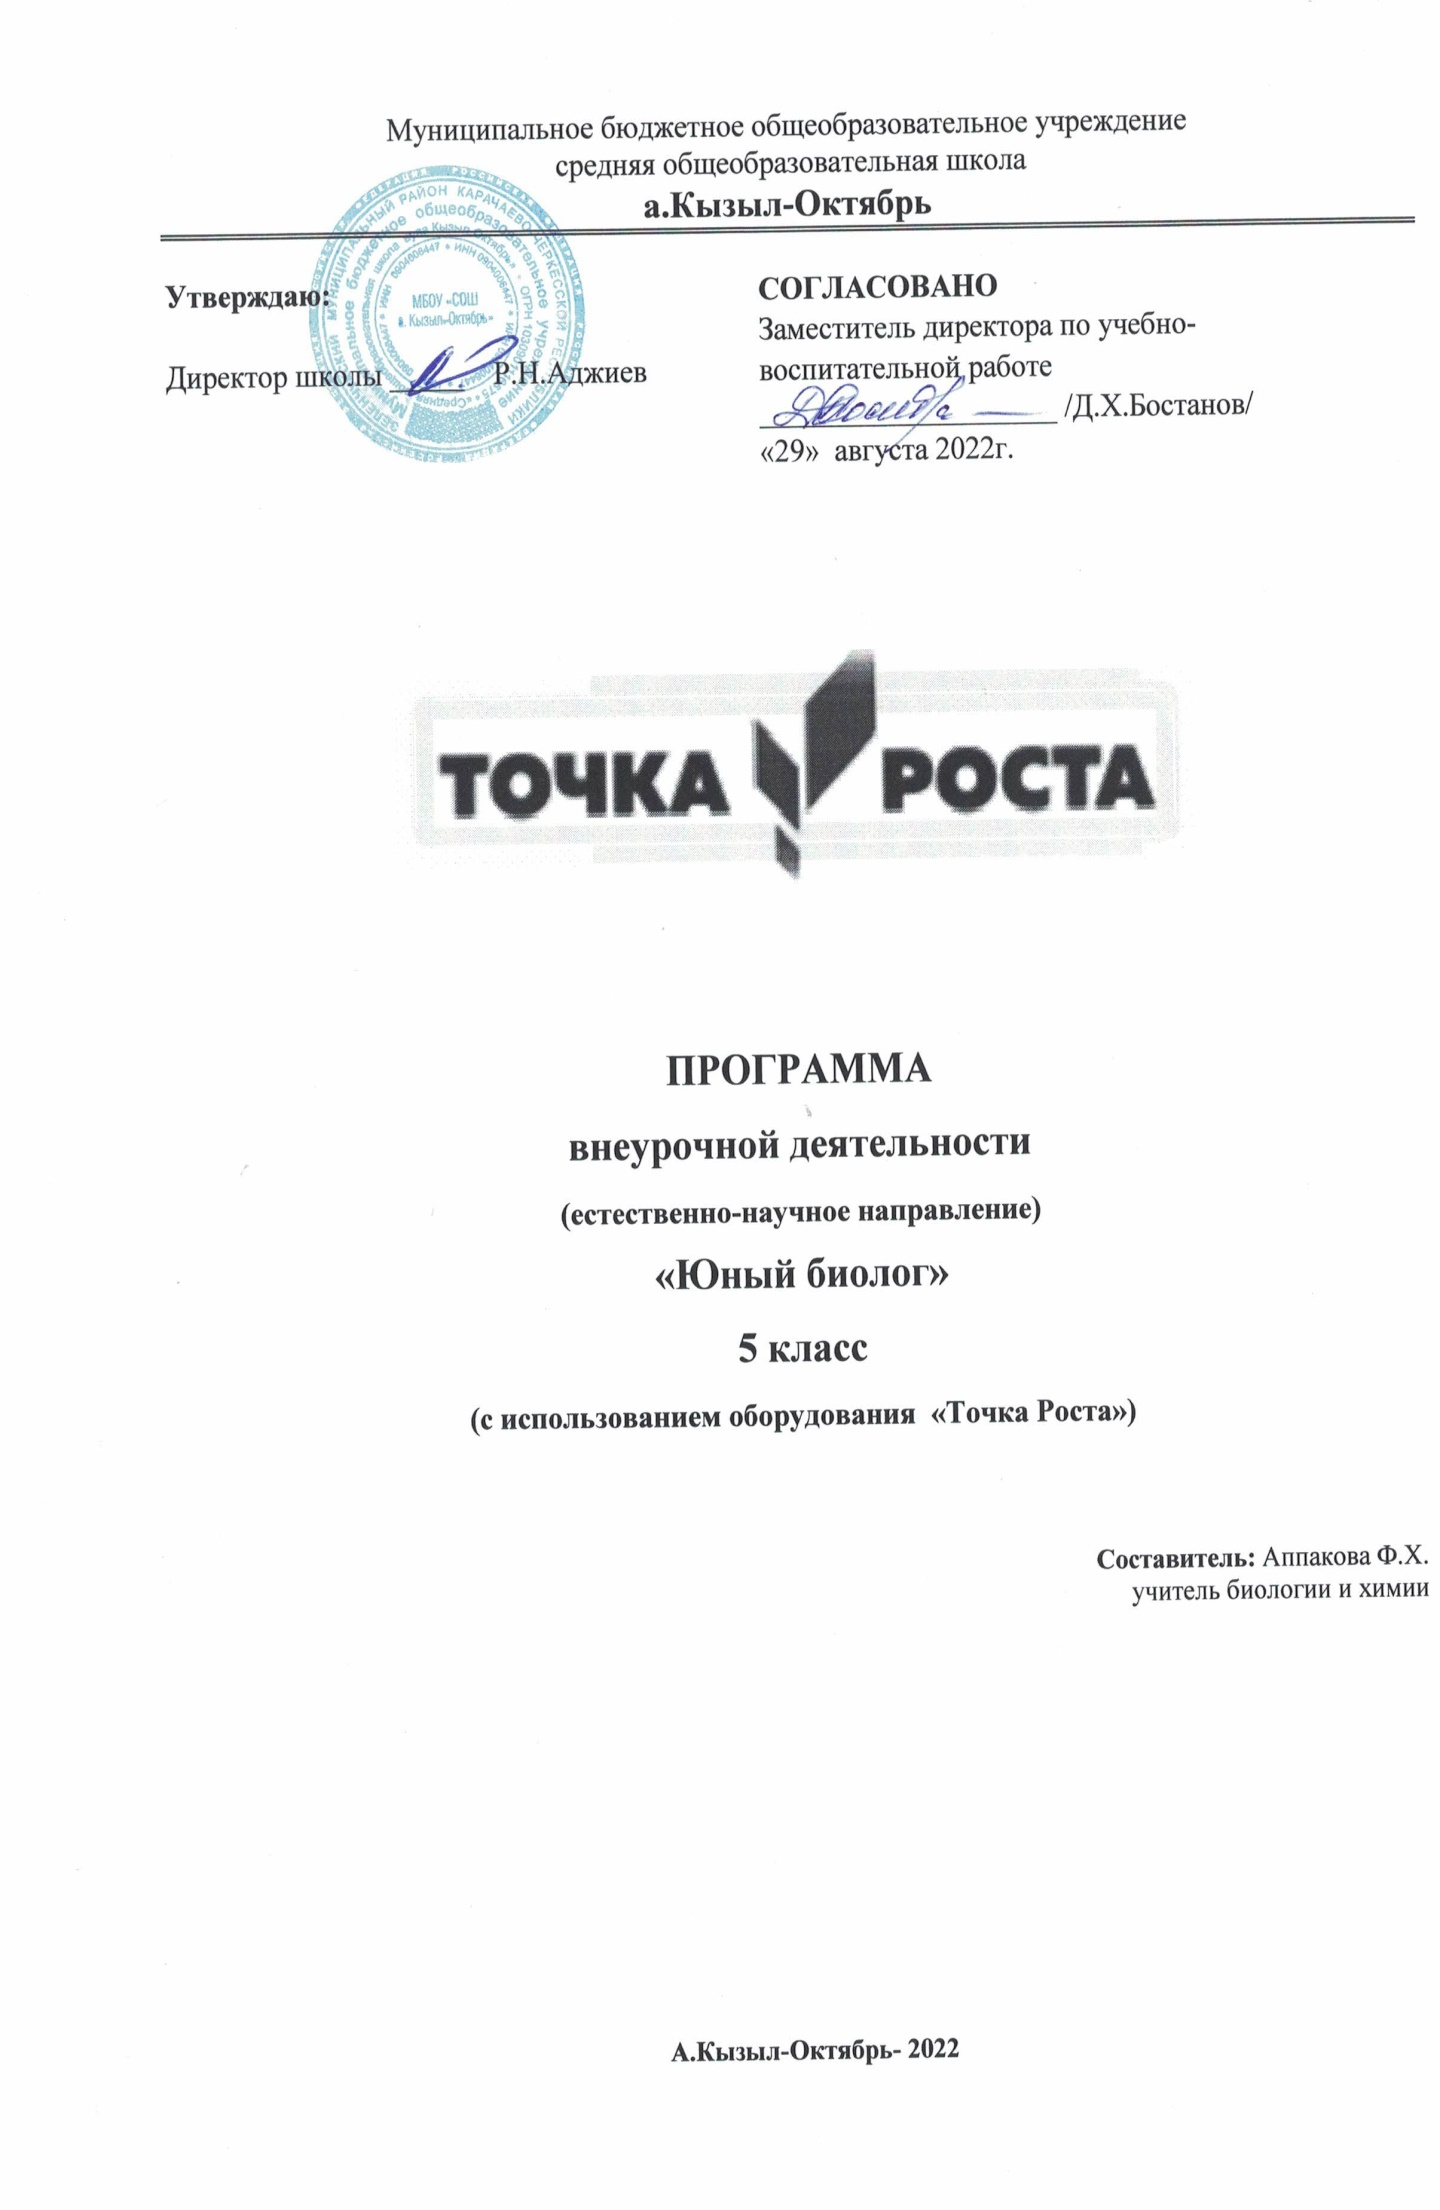 Муниципальное бюджетное общеобразовательное учреждение
средняя общеобразовательная школа
а.Кызыл-Октябрь
Утверждаю:
Директор школы Р.Н.Аджиев
МБОУ «СОШ
а. Кызыл-Октябрь»
СОГЛАСОВАНО
Заместитель директора по учебно-
воспитательной работе
/Д.Х.Бостанов/
«29» августа 2022г.
ТОЧКА РОСТА
ПРОГРАММА
внеурочной деятельности
(естественно-научное направление)
«Юный биолог»
5 класс
(с использованием оборудования «Точка Роста»)
Составитель: Аппакова Ф.Х.
учитель биологии и химии
А.Кызыл-Октябрь- 2022